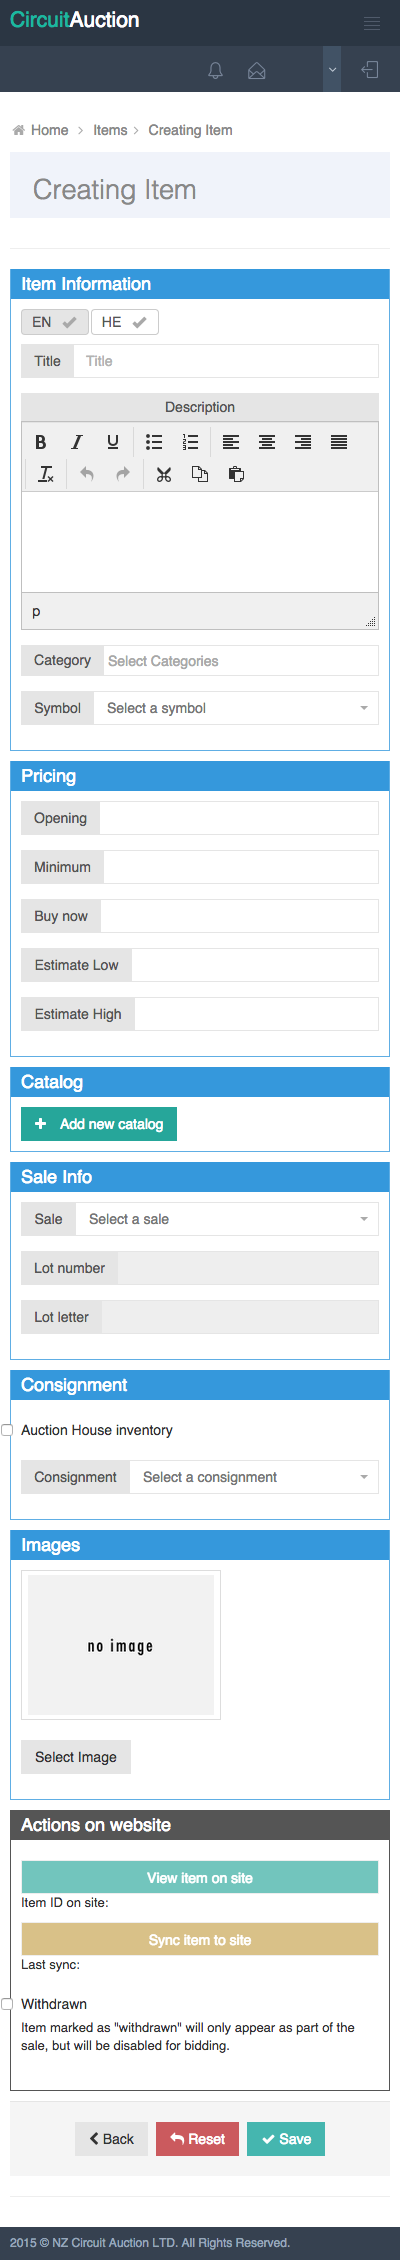 CircuitAuction
Home > Items > Creating Item
Creating Item
Item Information
EN HE
Title Title
Description
B I U
p
Category Select Categories
Symbol Select a symbol
Pricing
Opening
Minimum
Buy now
Estimate Low
Estimate High
Catalog
+ Add new catalog
Sale Info
Sale Select a sale
Lot number
Lot letter
Consignment
Auction House inventory
Consignment Select a consignment
Images
no image
Select Image
Actions on website
View item on site
Item ID on site:
Sync item to site
Last sync:
Withdrawn
Item marked as "withdrawn" will only appear as part of the
sale, but will be disabled for bidding.
Back Reset Save
2015 © NZ Circuit Auction LTD. All Rights Reserved.